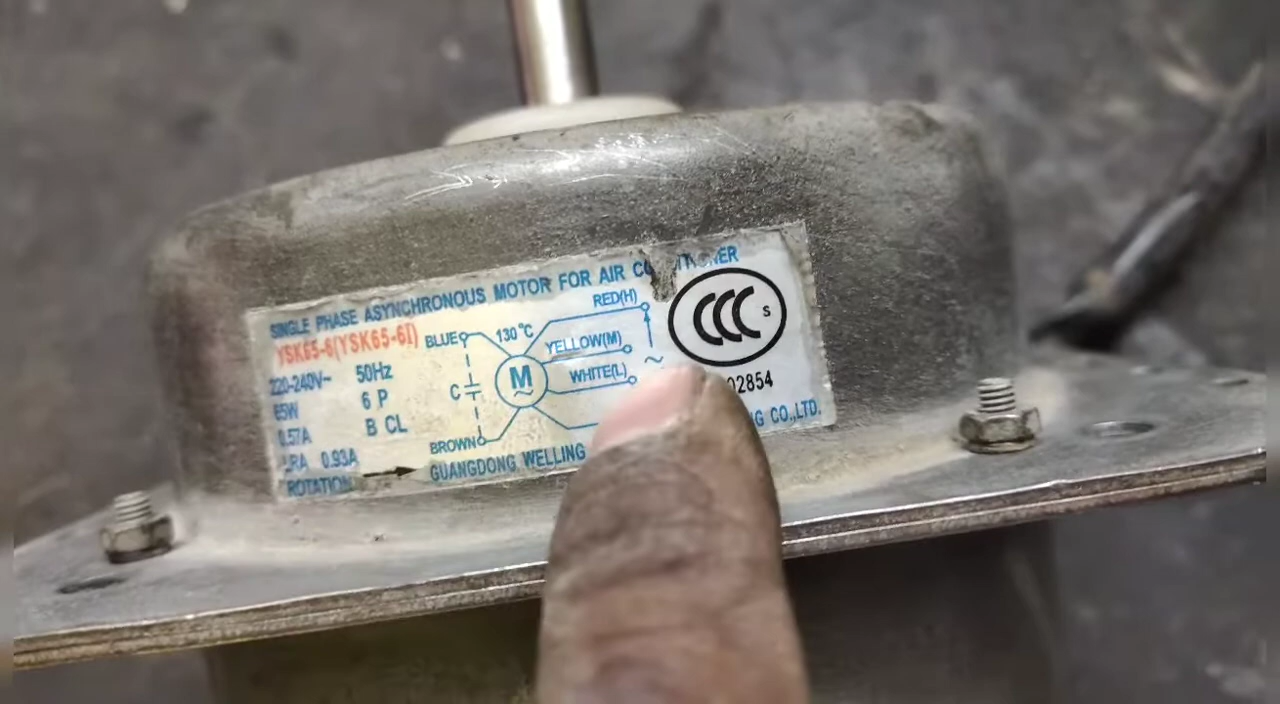 SINGLE PHASE ASYNCHRONOUS MOTOR FOR AIR
YSK65-6(YSK65-6I)
220-240V~ 50Hz
65W 6 P
0.57A B CL
0.93A
ROTATION
BLUE
130°C
RED(H)
YELLOW(M)
WHITE(L)
C
M
~
~
BROWN
CCC
S
02854
GUANGDONG WELLING
CO.,LTD.